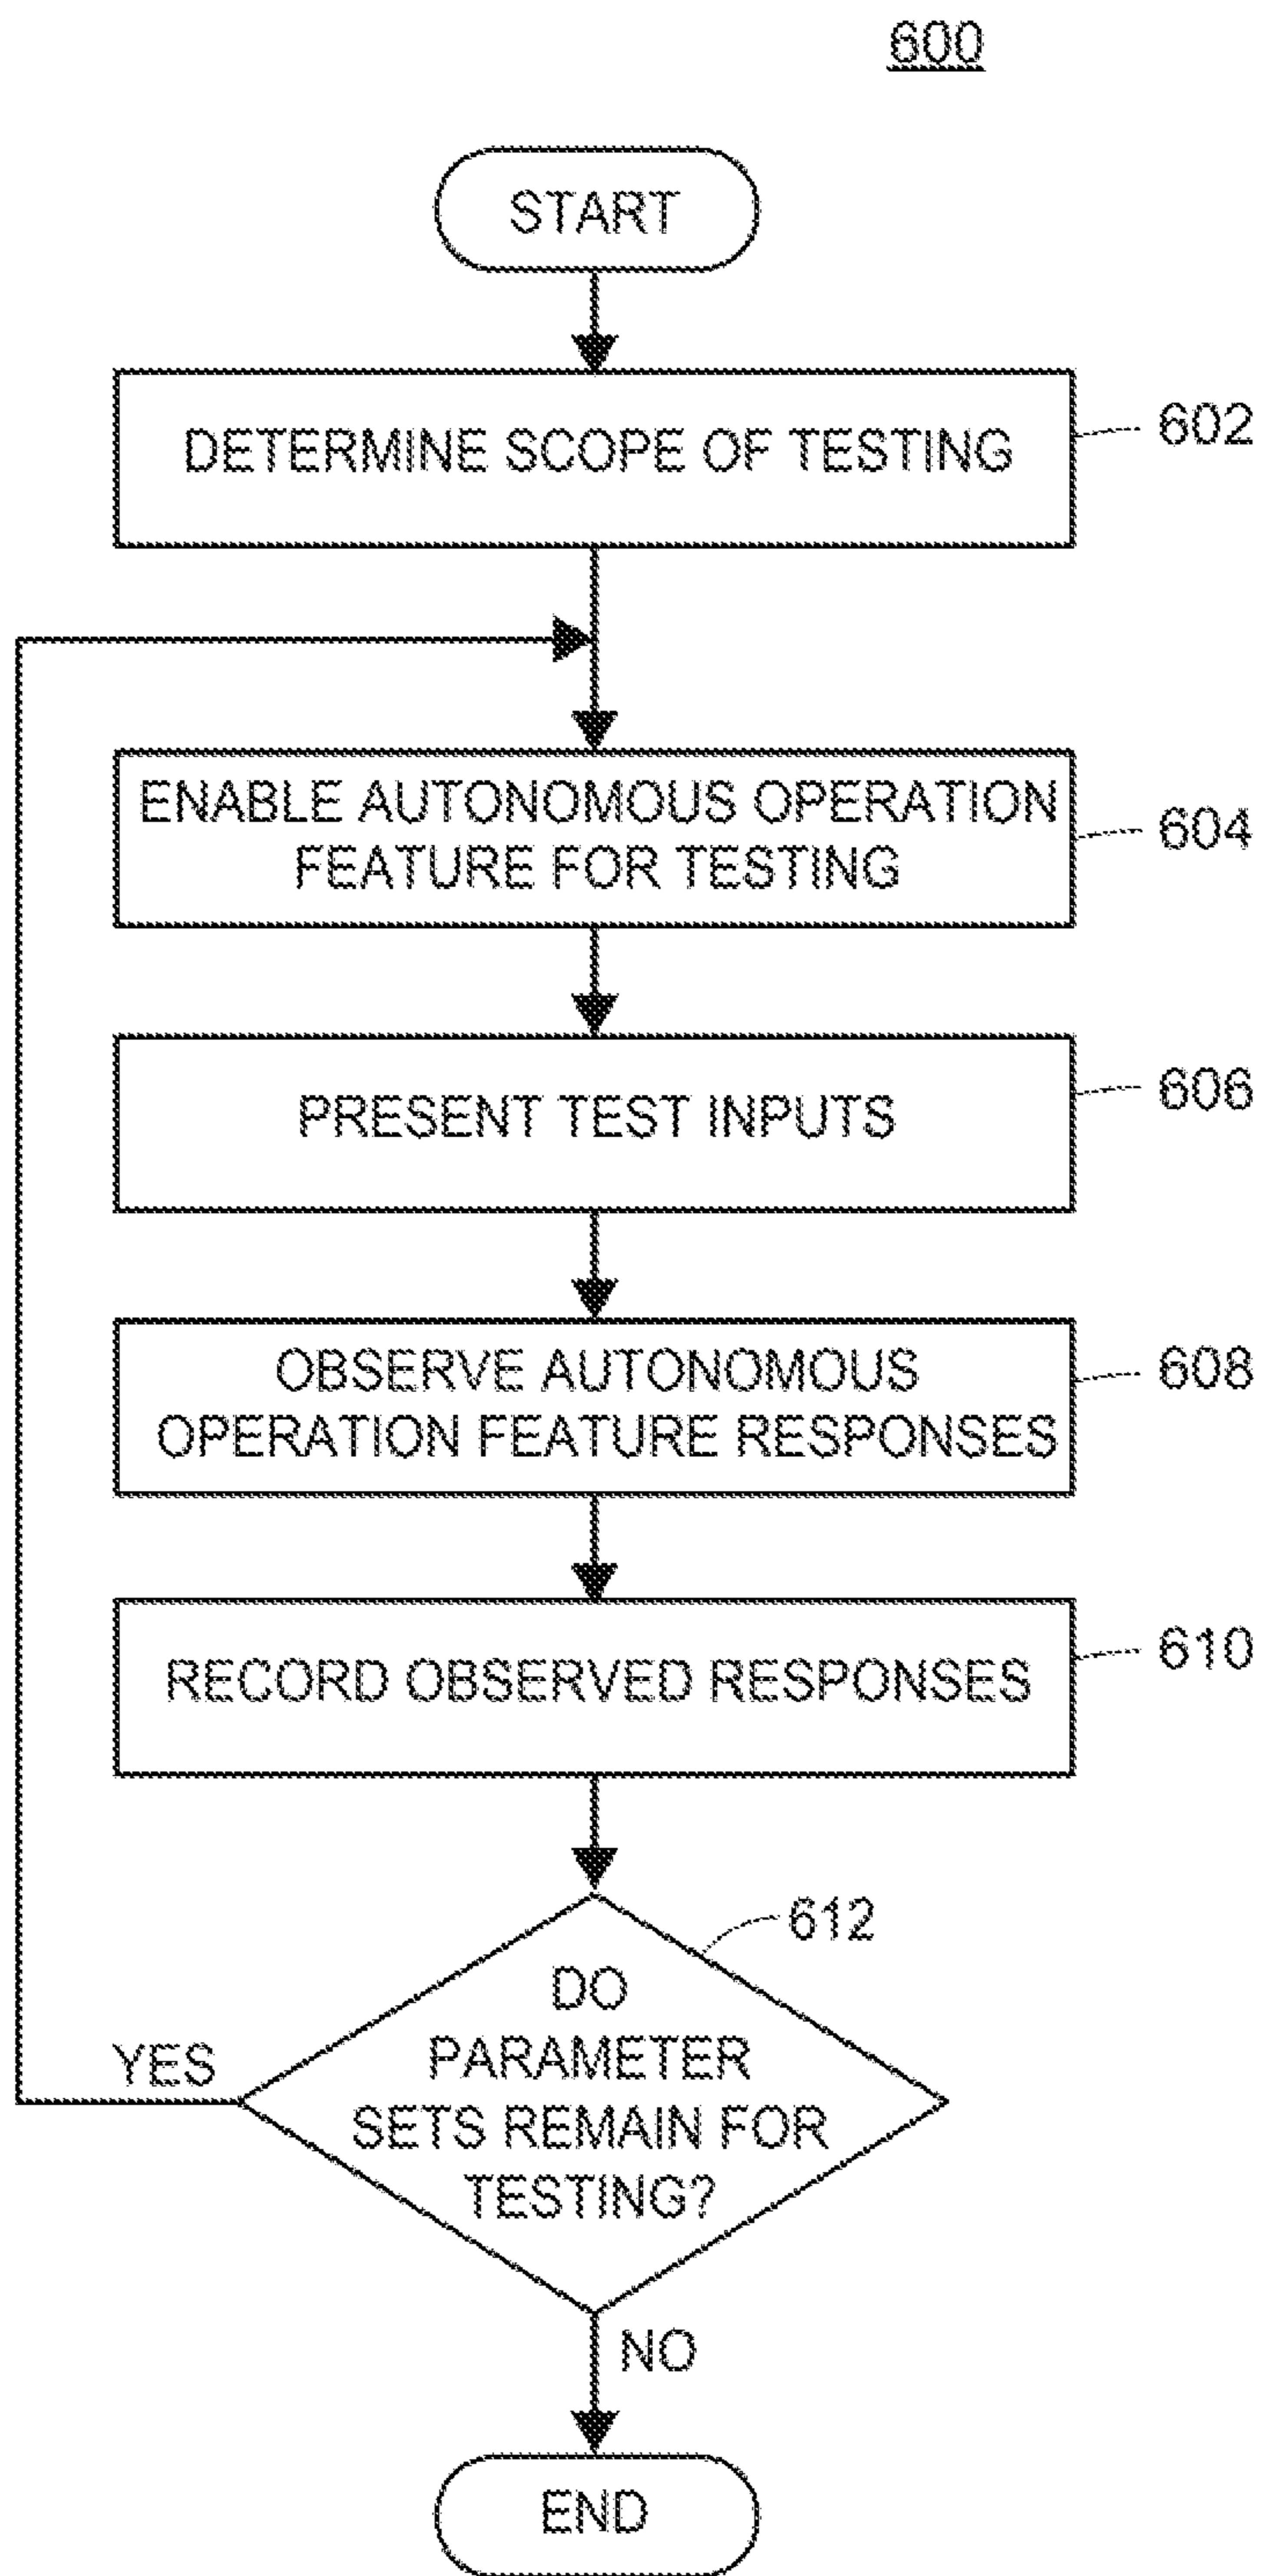 600
START
DETERMINE SCOPE OF TESTING
602
ENABLE AUTONOMOUS OPERATION
FEATURE FOR TESTING
604
PRESENT TEST INPUTS
606
OBSERVE AUTONOMOUS
OPERATION FEATURE RESPONSES
608
RECORD OBSERVED RESPONSES
610
612
DO
PARAMETER
SETS REMAIN FOR
TESTING?
YES
NO
END